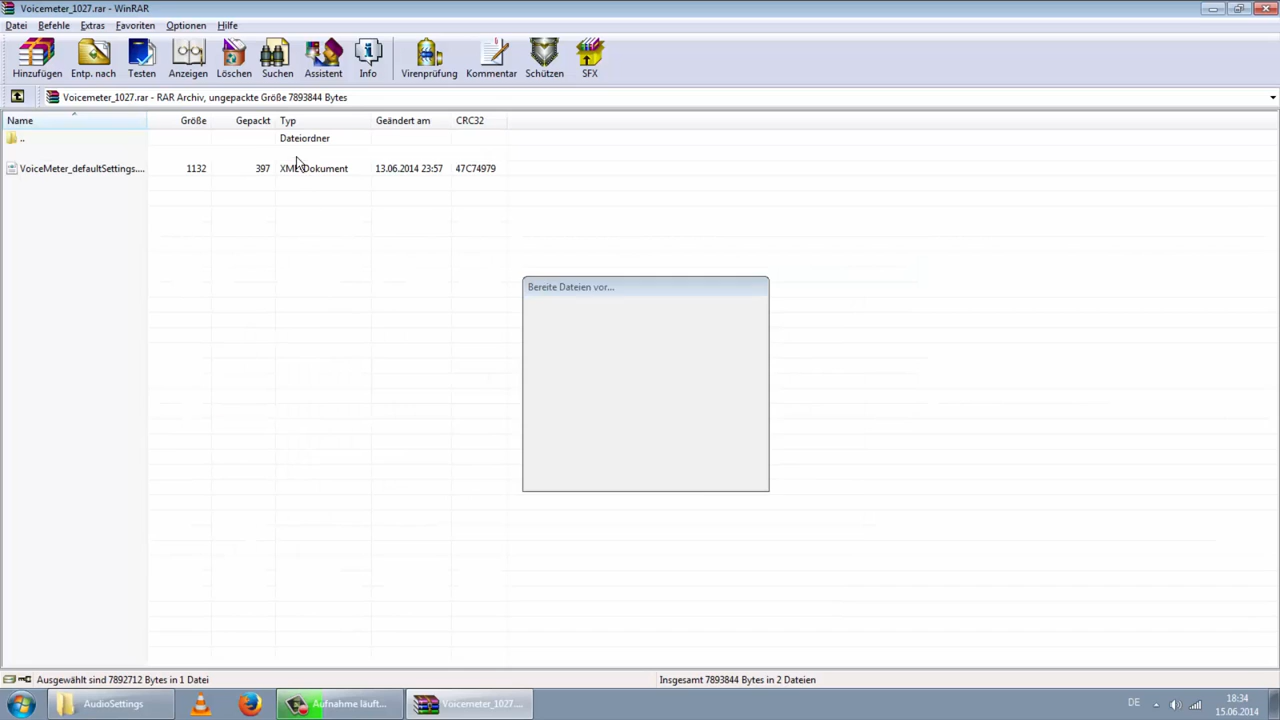 Voicemeter_1027.rar - WinRAR
Datei Befehle Extras Favoriten Optionen Hilfe
Hinzufügen Entp. nach Testen Anzeigen Löschen Suchen Assistent Info Virenprüfung Kommentar Schützen SFX
Voicemeter_1027.rar - RAR Archiv, ungepackte Größe 7893844 Bytes
Name Größe Gepackt Typ Geändert am CRC32
.. Dateiordner
VoiceMeter_defaultSettings.... 1132 397 XML Dokument 13.06.2014 23:57 47C74979
Bereite Dateien vor...
Ausgewählt sind 7892712 Bytes in 1 Datei Insgesamt 7893844 Bytes in 2 Dateien
AudioSettings Aufnahme läuft... Voicemeter_1027.... DE 18:34
15.06.2014